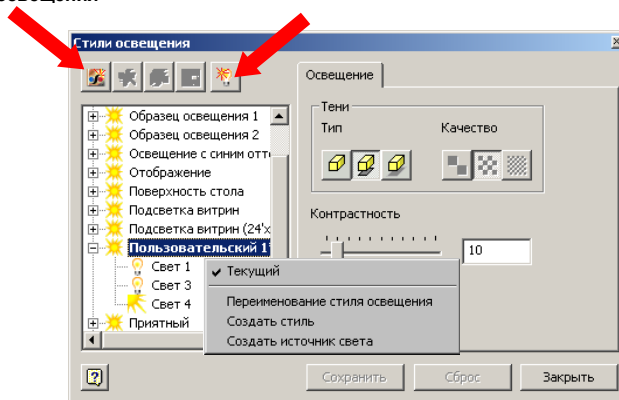 Стили освещения
Освещение
Тени
Тип Качество
Контрастность
10
Образец освещения 1
Образец освещения 2
Освещение с синим отт
Отображение
Поверхность стола
Подсветка витрин
Подсветка витрин (24'x
Пользовательский 1
Свет 1
Свет 3
Свет 4
Приятный
Текущий
Переименование стиля освещения
Создать стиль
Создать источник света
Сохранить Сброс Закрыть